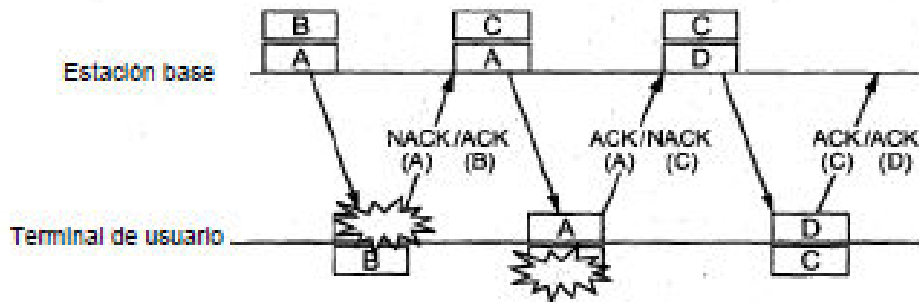 B C C
A A D
Estación base
NACK/ACK ACK/NACK ACK/ACK
(A) (B) (A) (C) (C) (D)
A D
Terminal de usuario
B C